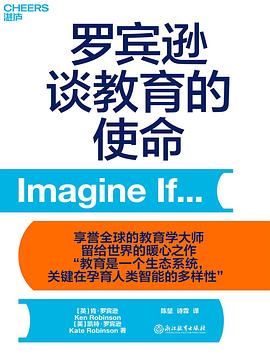 CHEERS
湛庐
罗宾逊
谈教育的
使命
Imagine If...
享誉全球的教育学大师
留给世界的暖心之作
“教育是一个生态系统，
关键在孕育人类智能的多样性”
［英］肯·罗宾逊
Ken Robinson
［英］凯特·罗宾逊
Kate Robinson 著
陈星 诗霖 译
浙江教育出版社